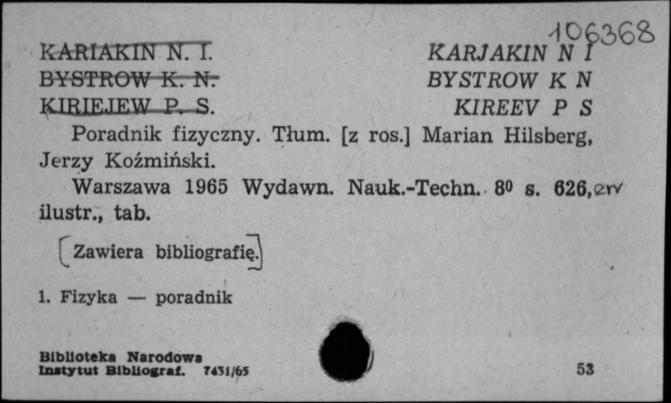 106368
KARIAKIN N. I. KARJAKIN N I
BYSTROW K. N. BYSTROW K N
KIRIEJEW P. S. KIREEV P S
Poradnik fizyczny. Tłum. [z ros.] Marian Hilsberg,
Jerzy Koźmiński.
Warszawa 1965 Wydawn. Nauk.-Techn. 8⁰ s. 626,
ilustr., tab.
[Zawiera bibliografię.]
1. Fizyka — poradnik
Biblioteka Narodowa
Instytut Bibliograf. 7431/65 53